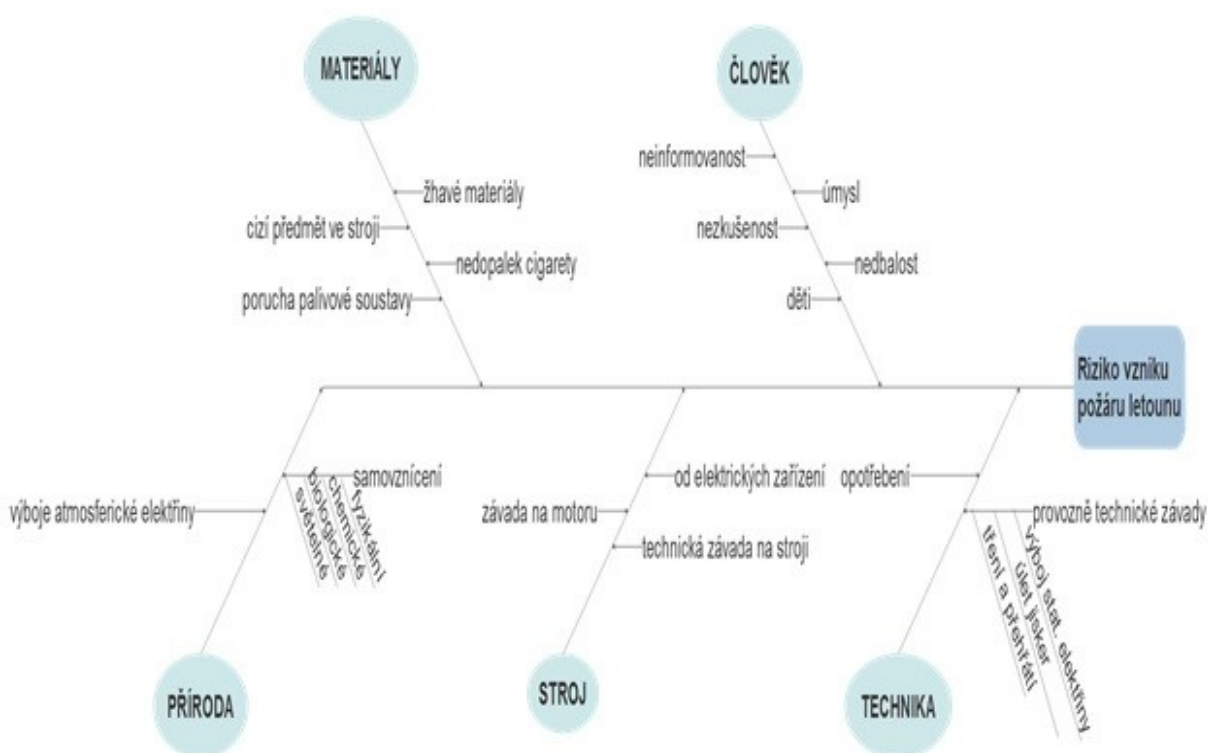 MATERIÁLY
ČLOVĚK
neinformovanost
úmysl
žhavé materiály
cizí předmět ve stroji
nezkušenost
nedopalek cigarety
nedbalost
porucha palivové soustavy
děti
Riziko vzniku
požáru letounu
samovznícení
fyzikální
chemické
biologické
světelné
od elektrických zařízení
opotřebení
výboje atmosferické elektřiny
závada na motoru
provozně technické závady
výboj stat. elektřiny
úlet jisker
tření a přehřátí
technická závada na stroji
PŘÍRODA
STROJ
TECHNIKA